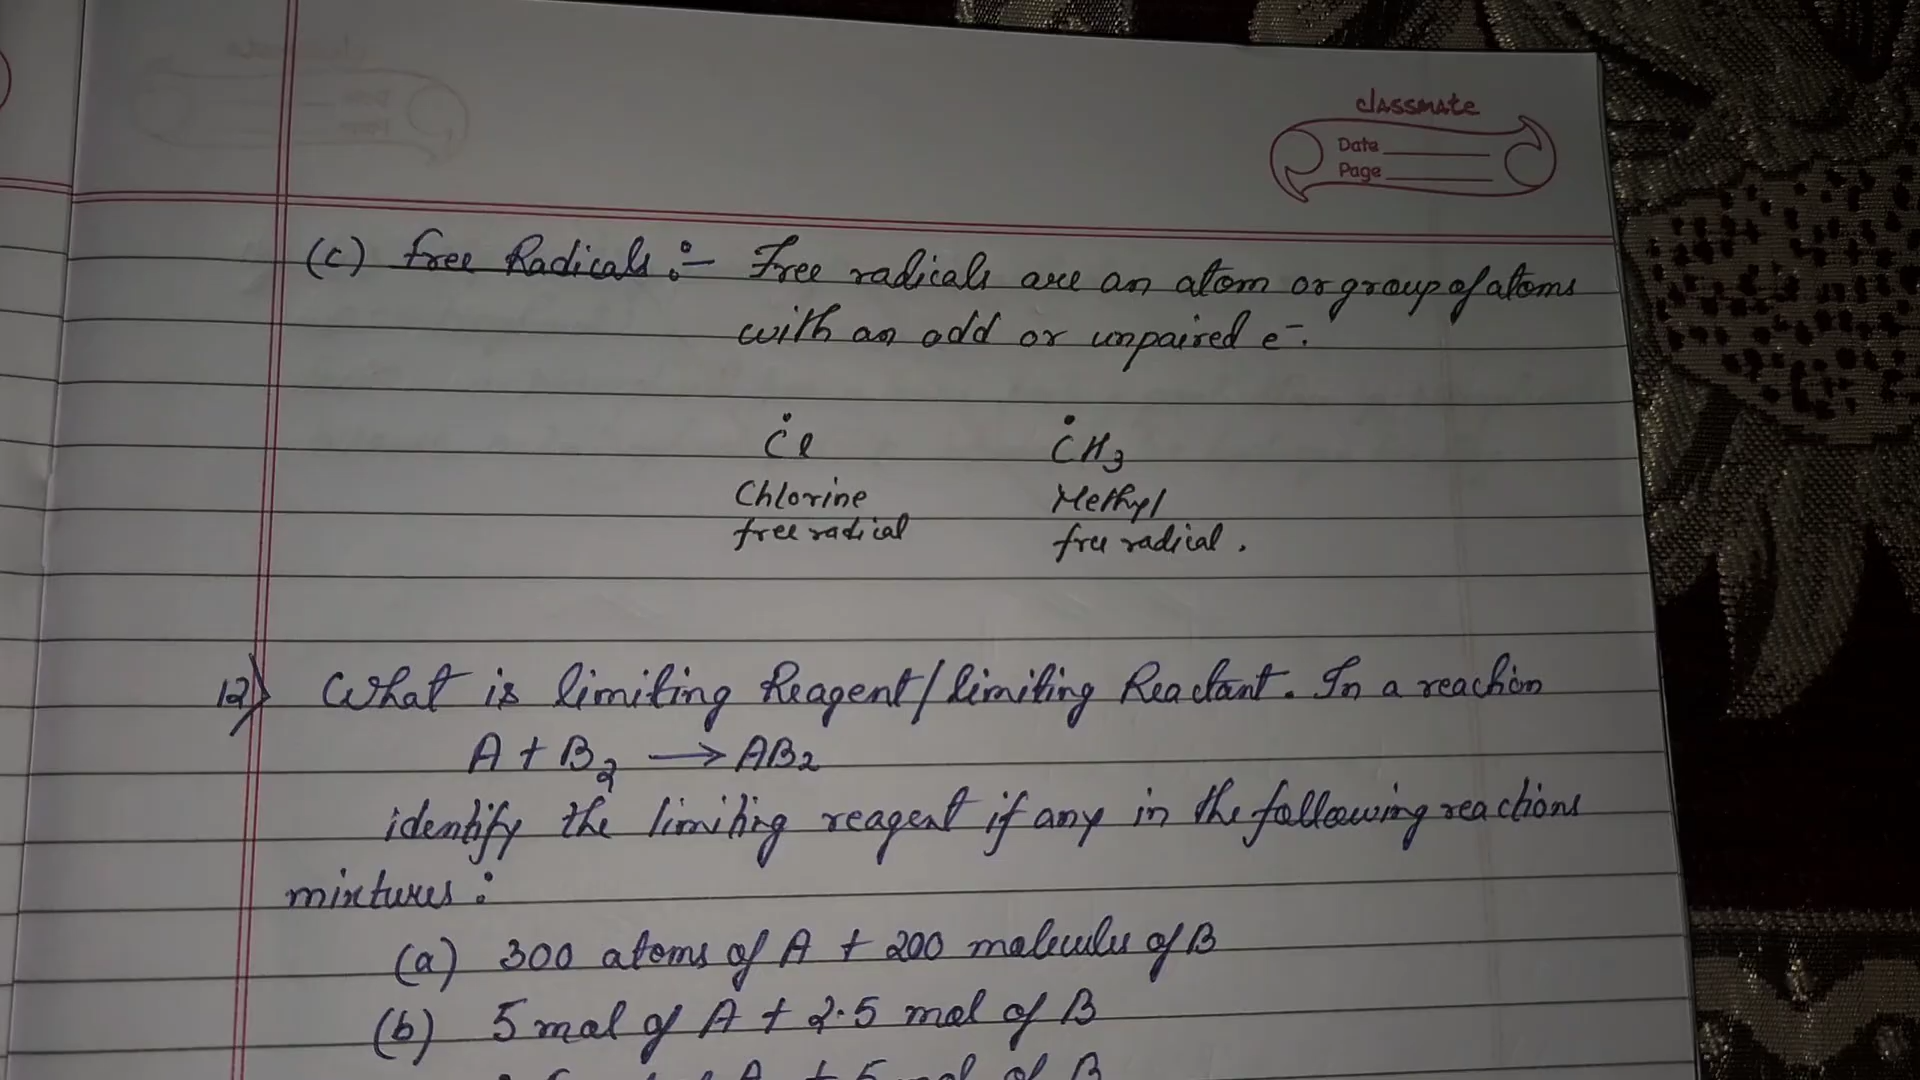 classmate
Date
Page
(c) Free Radicals :- Free radicals are an atom or group of atoms
with an odd or unpaired e-.
Ċl ĊH3
Chlorine Methyl
free radical free radical.
12) What is limiting Reagent/limiting Reactant. In a reaction
A + B2 → AB2
identify the limiting reagent if any in the following reactions
mixtures :
(a) 300 atoms of A + 200 molecules of B
(b) 5 mol of A + 2.5 mol of B
A + 5 mol of B